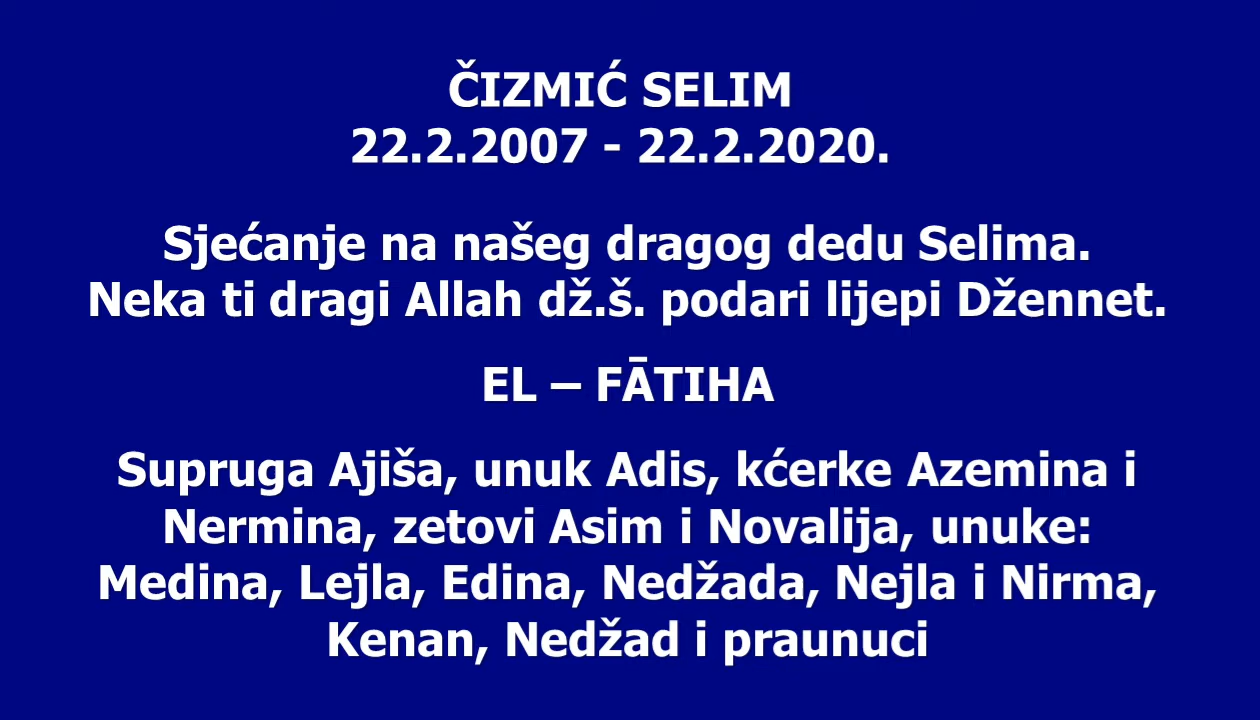 ČIZMIĆ SELIM
22.2.2007 - 22.2.2020.
Sjećanje na našeg dragog dedu Selima.
Neka ti dragi Allah dž.š. podari lijepi Džennet.
EL – FĀTIHA
Supruga Ajiša, unuk Adis, kćerke Azemina i
Nermina, zetovi Asim i Novalija, unuke:
Medina, Lejla, Edina, Nedžada, Nejla i Nirma,
Kenan, Nedžad i praunuci